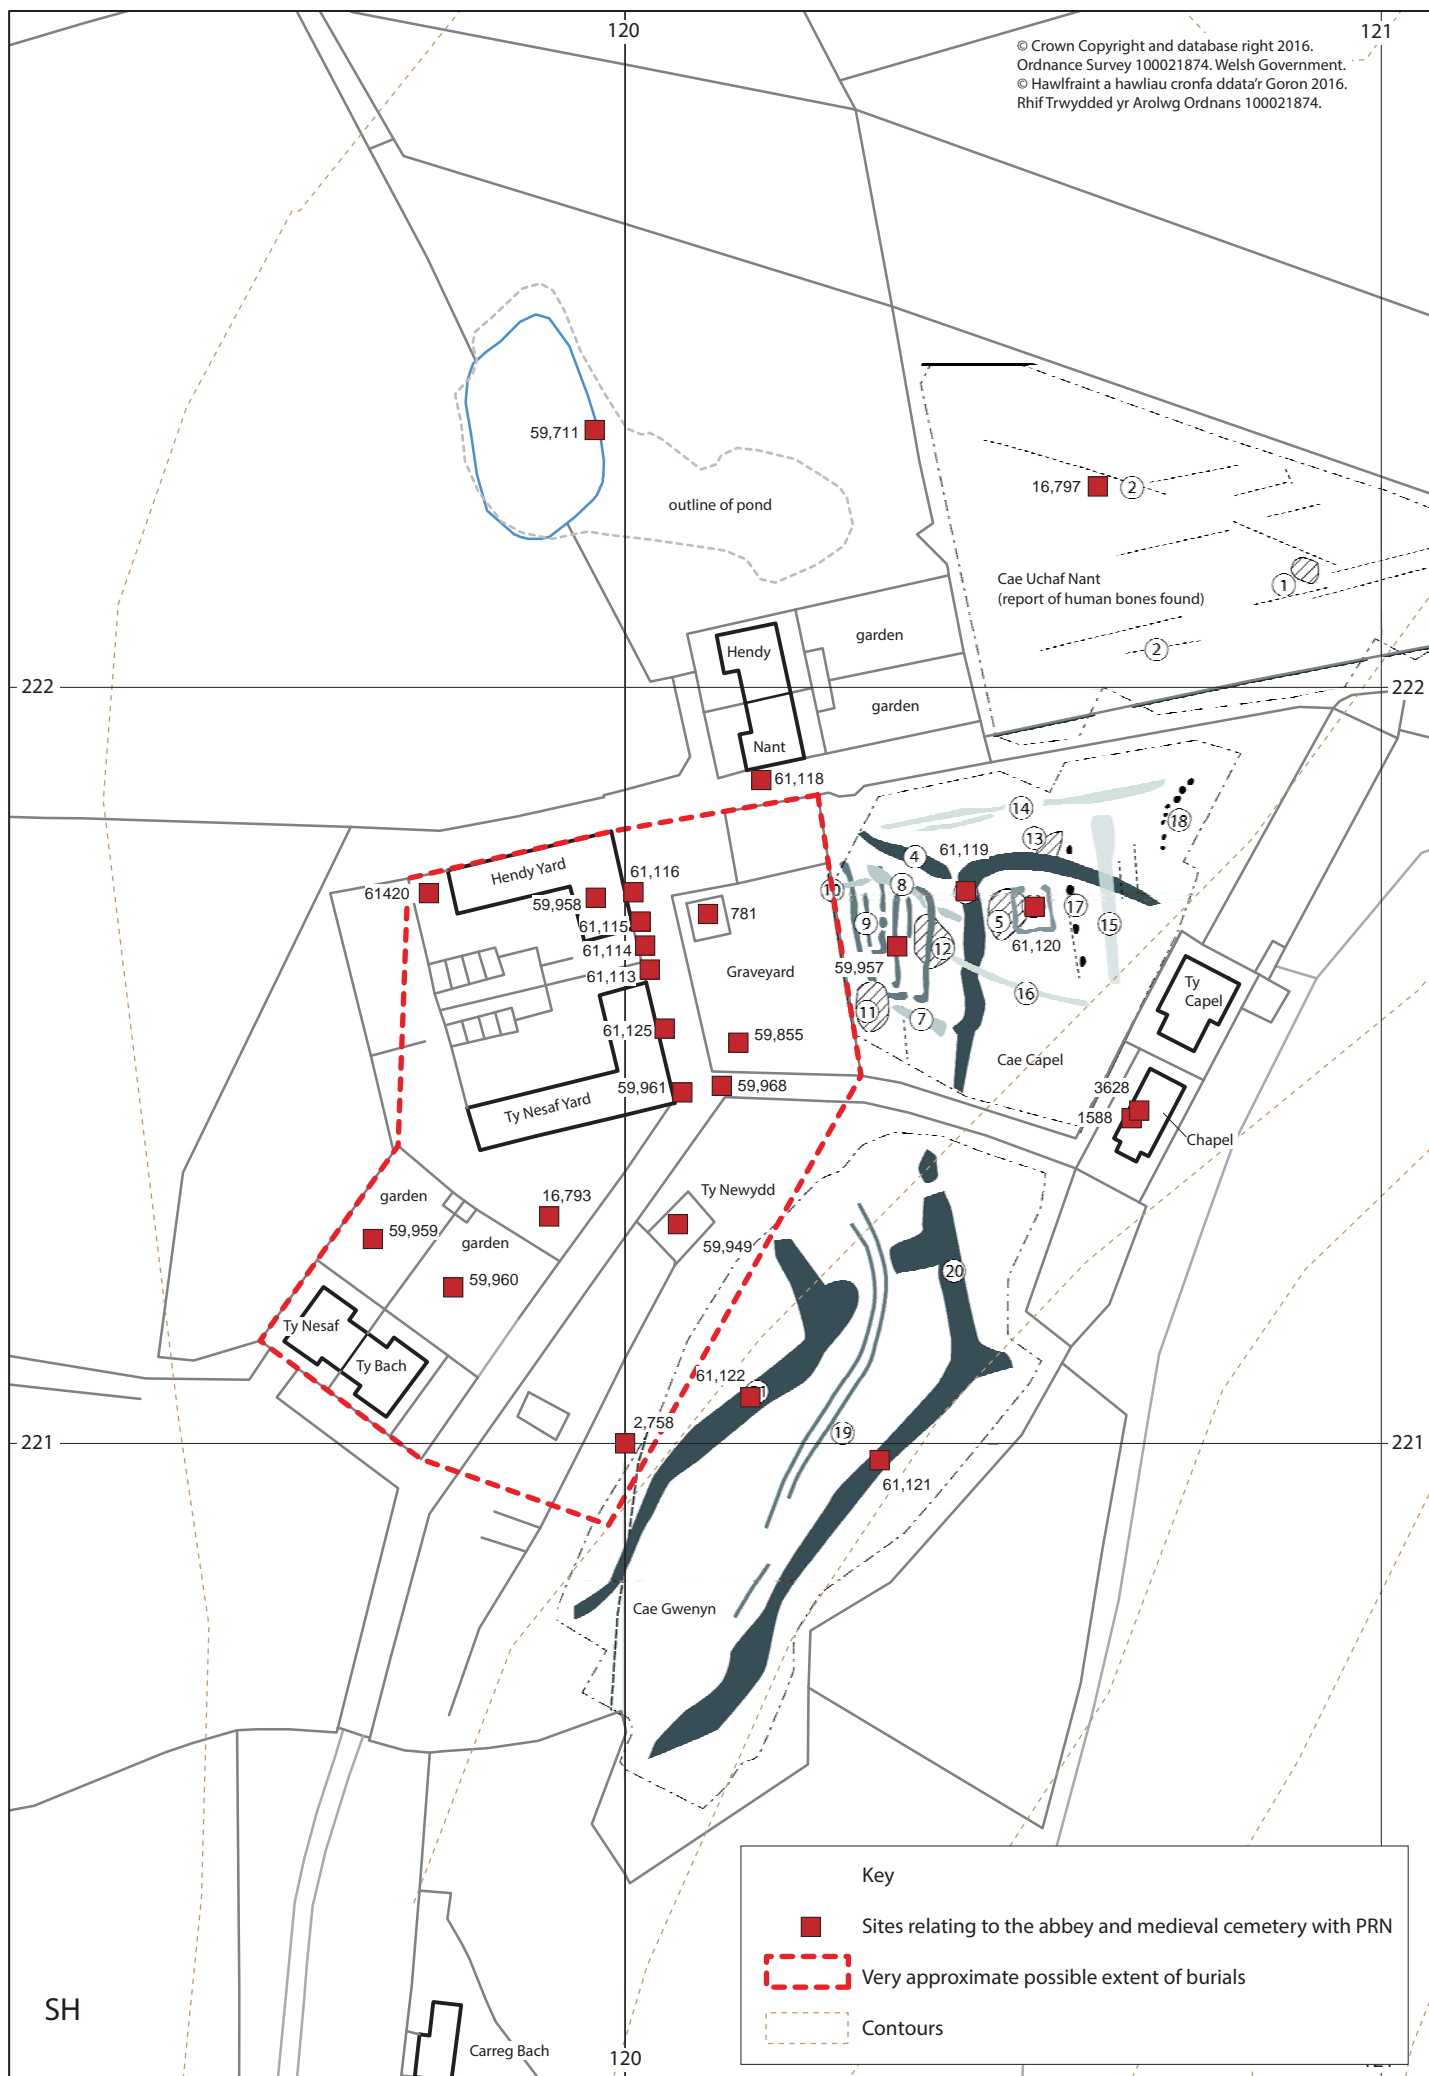 120
121
© Crown Copyright and database right 2016.
Ordnance Survey 100021874. Welsh Government.
© Hawlfraint a hawliau cronfa ddata'r Goron 2016.
Rhif Trwydded yr Arolwg Ordnans 100021874.
59,711
outline of pond
16,797
2
Cae Uchaf Nant
(report of human bones found)
1
2
Hendy
garden
222
222
garden
Nant
61,118
14
18
13
4
61,119
Hendy Yard
61420
59,958
61,116
781
10
8
61,115
9
5
17
15
61,114
12
61,120
61,113
Graveyard
59,957
16
Ty
Capel
11
7
61,125
59,855
Cae Capel
59,961
59,968
3628
1588
Ty Nesaf Yard
Chapel
garden
16,793
Ty Newydd
59,959
garden
59,949
20
59,960
Ty Nesaf
Ty Bach
61,122
2,758
19
221
221
61,121
Cae Gwenyn
Key
Sites relating to the abbey and medieval cemetery with PRN
Very approximate possible extent of burials
Contours
SH
Carreg Bach
120